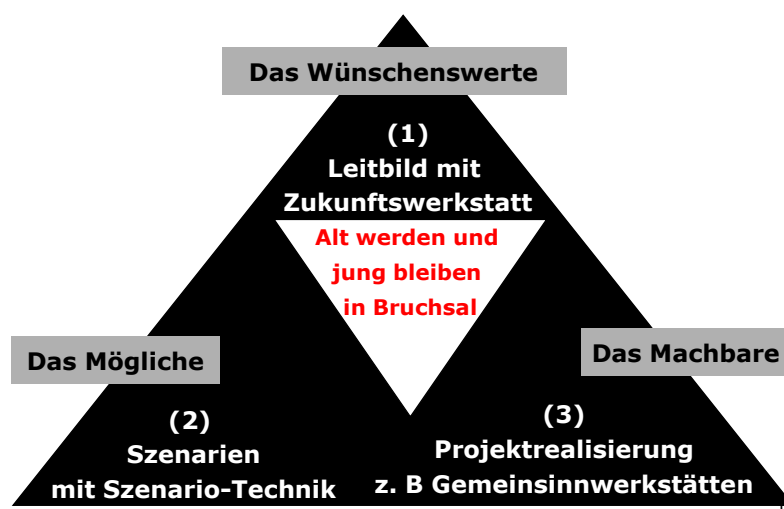 Das Wünschenswerte
(1)
Leitbild mit
Zukunftswerkstatt
Alt werden und
jung bleiben
in Bruchsal
Das Mögliche
Das Machbare
(2)
Szenarien
mit Szenario-Technik
(3)
Projektrealisierung
z. B Gemeinsinnwerkstätten